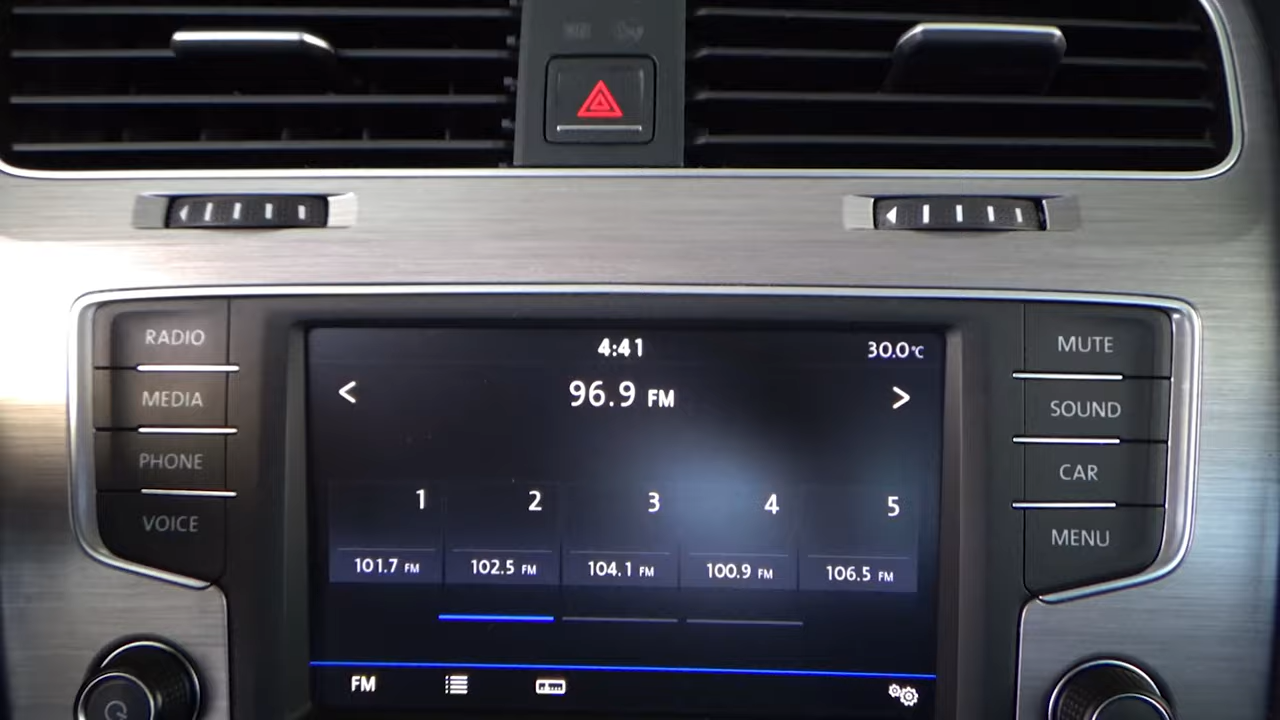 RADIO
MEDIA
PHONE
VOICE
4:41
30.0°C
< 96.9 FM >
1 2 3 4 5
101.7 FM 102.5 FM 104.1 FM 100.9 FM 106.5 FM
FM
MUTE
SOUND
CAR
MENU